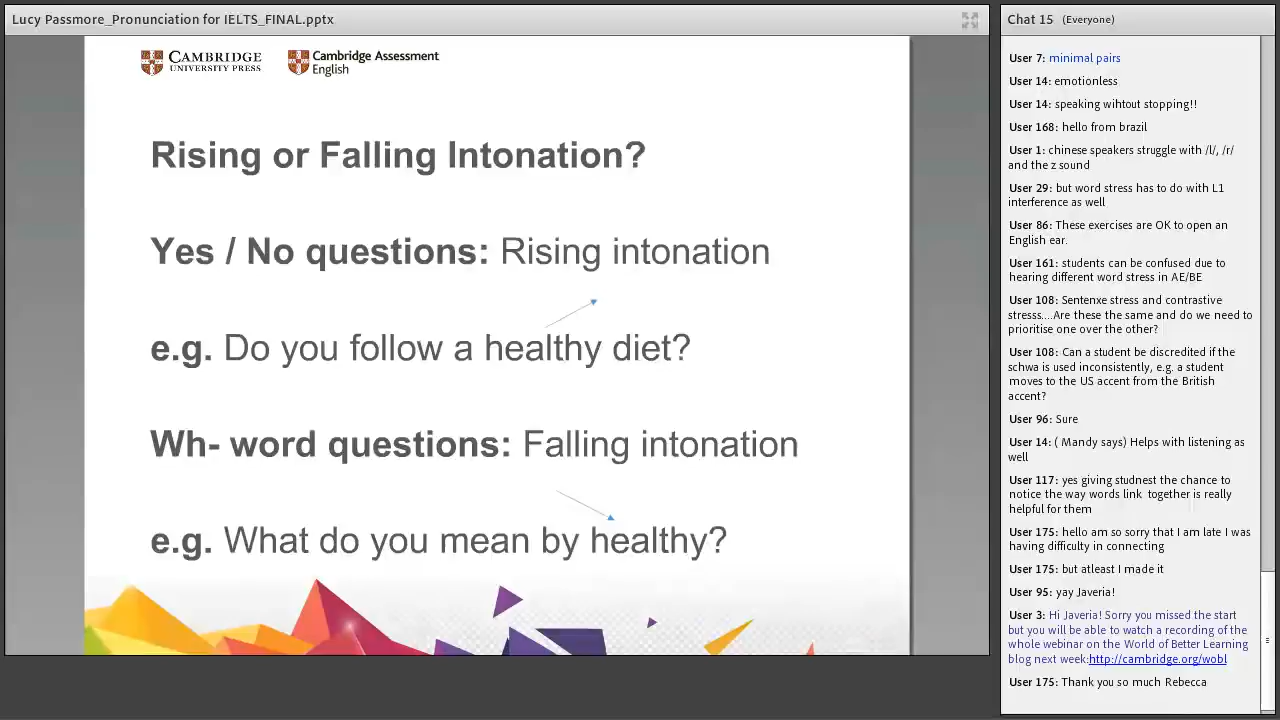 Lucy Passmore_Pronunciation for IELTS_FINAL.pptx
CAMBRIDGE
UNIVERSITY PRESS
Cambridge Assessment
English
Rising or Falling Intonation?
Yes / No questions: Rising intonation
e.g. Do you follow a healthy diet?
Wh- word questions: Falling intonation
e.g. What do you mean by healthy?
Chat 15 (Everyone)
User 7: minimal pairs
User 14: emotionless
User 14: speaking wihtout stopping!!
User 168: hello from brazil
User 1: chinese speakers struggle with /l/, /r/
and the z sound
User 29: but word stress has to do with L1
interference as well
User 86: These exercises are OK to open an
English ear.
User 161: students can be confused due to
hearing different word stress in AE/BE
User 108: Sentenxe stress and contrastive
stresss....Are these the same and do we need to
prioritise one over the other?
User 108: Can a student be discredited if the
schwa is used inconsistently, e.g. a student
moves to the US accent from the British
accent?
User 96: Sure
User 14: ( Mandy says) Helps with listening as
well
User 117: yes giving studnest the chance to
notice the way words link together is really
helpful for them
User 175: hello am so sorry that I am late I was
having difficulty in connecting
User 175: but atleast I made it
User 95: yay Javeria!
User 3: Hi Javeria! Sorry you missed the start
but you will be able to watch a recording of the
whole webinar on the World of Better Learning
blog next week:http://cambridge.org/wobl
User 175: Thank you so much Rebecca